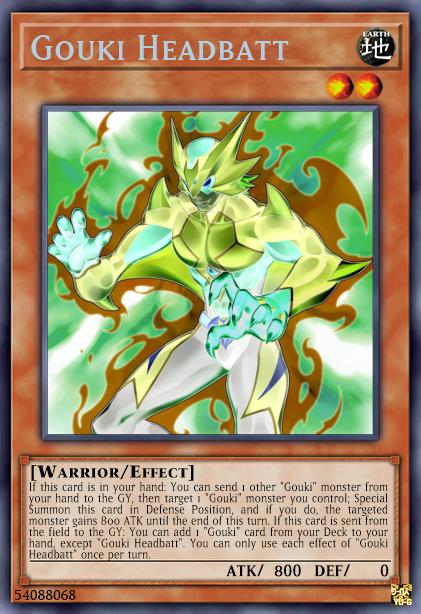 GOUKI HEADBATT
EARTH
地
[WARRIOR/EFFECT]
If this card is in your hand: You can send 1 other "Gouki" monster from
your hand to the GY, then target 1 "Gouki" monster you control; Special
Summon this card in Defense Position, and if you do, the targeted
monster gains 800 ATK until the end of this turn. If this card is sent from
the field to the GY: You can add 1 "Gouki" card from your Deck to your
hand, except "Gouki Headbatt". You can only use each effect of "Gouki
Headbatt" once per turn.
ATK/ 800 DEF/ 0
54088068